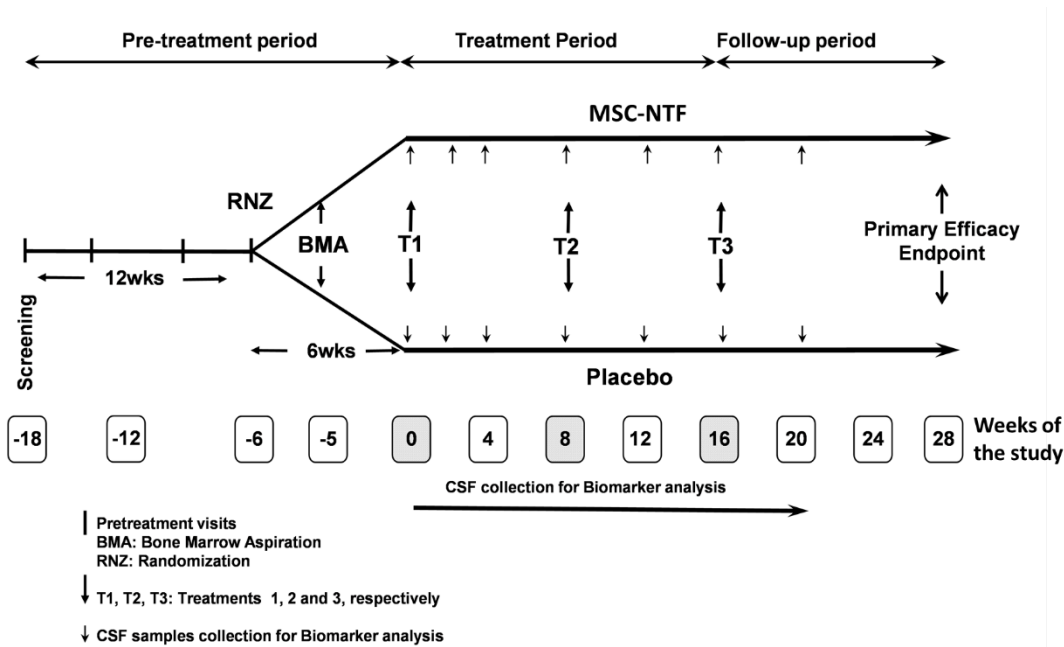 Pre-treatment period
Treatment Period
Follow-up period
MSC-NTF
RNZ
BMA
T1
T2
T3
Primary Efficacy
Endpoint
12wks
Screening
6wks
Placebo
-18
-12
-6
-5
0
4
8
12
16
20
24
28
Weeks of
the study
CSF collection for Biomarker analysis
Pretreatment visits
BMA: Bone Marrow Aspiration
RNZ: Randomization
T1, T2, T3: Treatments 1, 2 and 3, respectively
CSF samples collection for Biomarker analysis